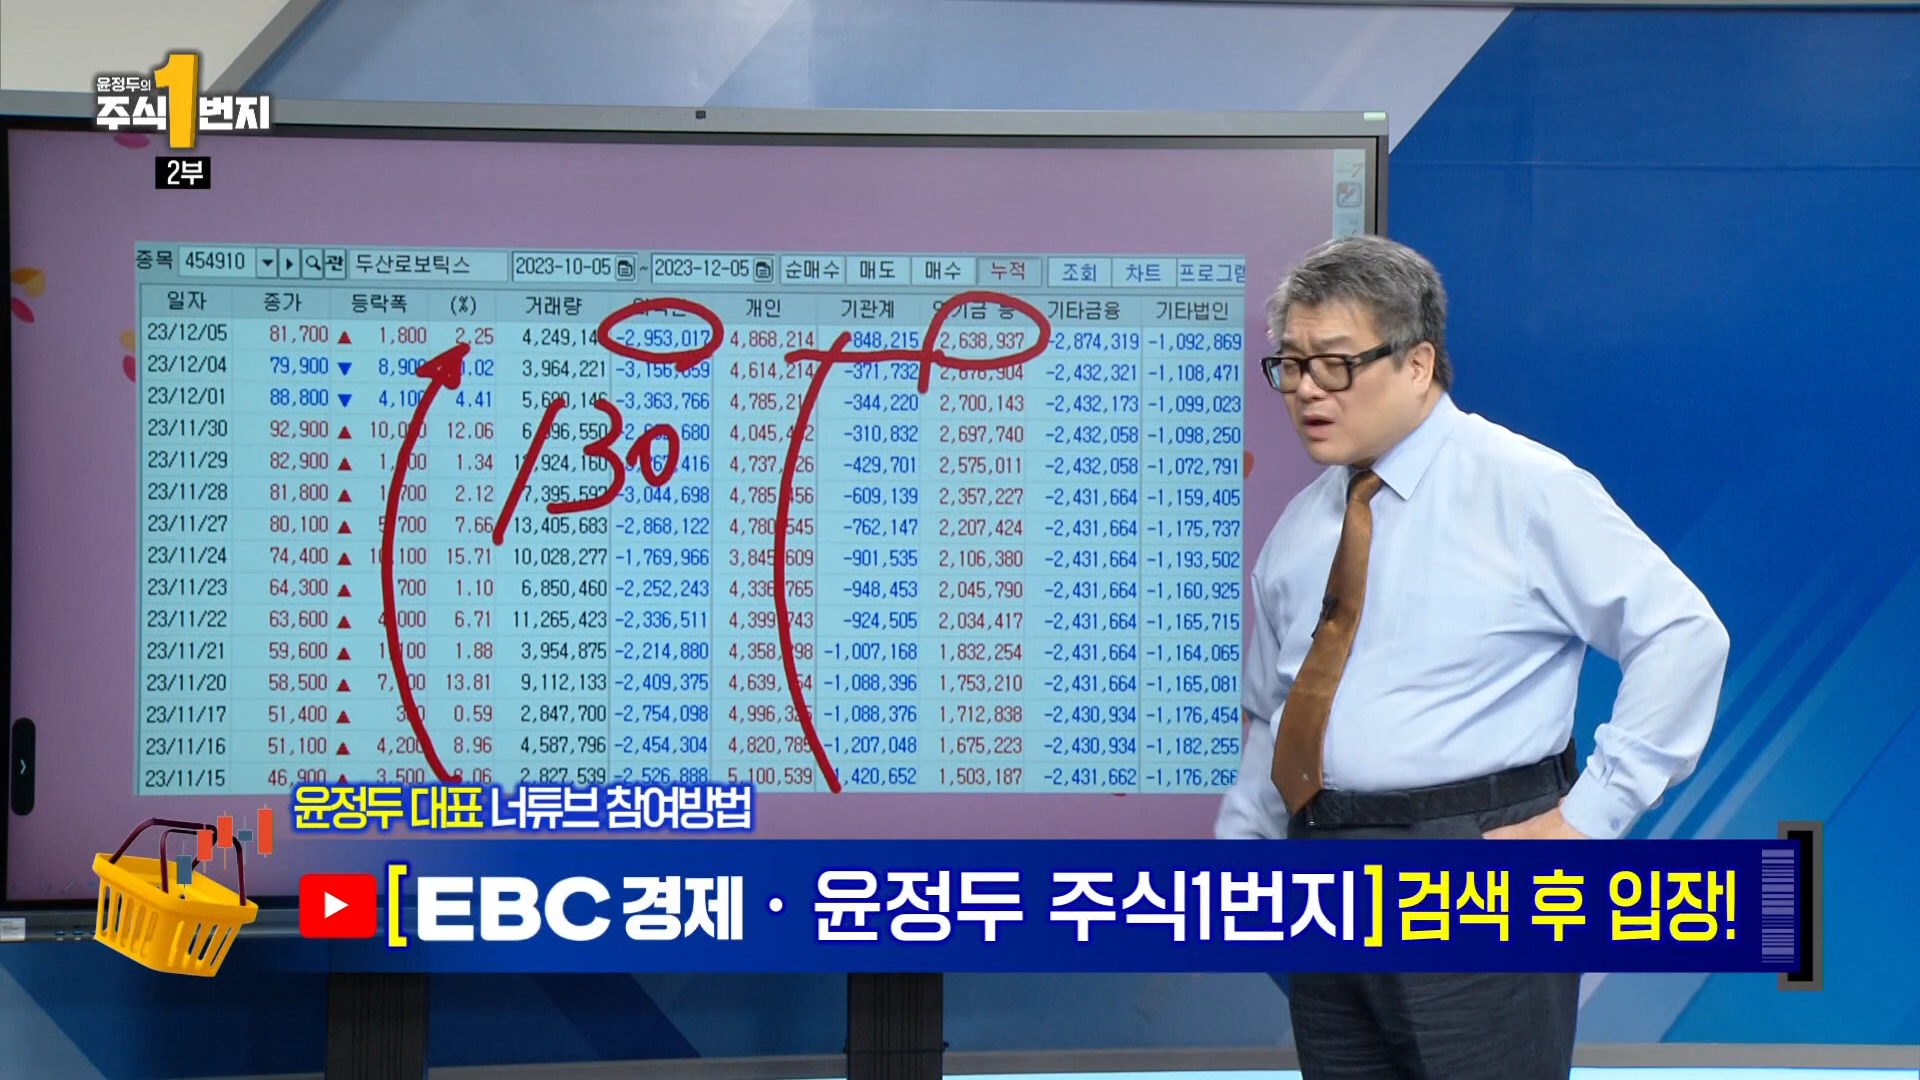 윤정두의
주식1번지
2부
종목 454910 두산로보틱스 2023-10-05 ~ 2023-12-05 순매수 매도 매수 누적 조회 차트 프로그램
일자 종가 등락폭 (%) 거래량 개인 기관계 기타금융 기타법인
23/12/05 81,700 ▲ 1,800 2.25 -2,953,017 4,868,214 -848,215 2,638,937 -2,874,319 -1,092,869
23/12/04 79,900 ▼ 3,964,221 4,614,214 -371,732 -2,432,321 -1,108,471
23/12/01 88,800 ▼ 4.41 -3,363,766 -344,220 2,700,143 -2,432,173 -1,099,023
23/11/30 92,900 ▲ 12.06 -310,832 2,697,740 -2,432,058 -1,098,250
23/11/29 82,900 ▲ 1.34 -429,701 2,575,011 -2,432,058 -1,072,791
23/11/28 81,800 ▲ 2.12 7,395,592 -3,044,698 -609,139 2,357,227 -2,431,664 -1,159,405
23/11/27 80,100 ▲ 7.66 13,405,683 -2,868,122 -762,147 2,207,424 -2,431,664 -1,175,737
23/11/24 74,400 ▲ 15.71 10,028,277 -1,769,966 -901,535 2,106,380 -2,431,664 -1,193,502
23/11/23 64,300 ▲ 700 1.10 6,850,460 -2,252,243 -948,453 2,045,790 -2,431,664 -1,160,925
23/11/22 63,600 ▲ 6.71 11,265,423 -2,336,511 -924,505 2,034,417 -2,431,664 -1,165,715
23/11/21 59,600 ▲ 1.88 3,954,875 -2,214,880 -1,007,168 1,832,254 -2,431,664 -1,164,065
23/11/20 58,500 ▲ 13.81 9,112,133 -2,409,375 -1,088,396 1,753,210 -2,431,664 -1,165,081
23/11/17 51,400 ▲ 0.59 2,847,700 -2,754,098 -1,088,376 1,712,838 -2,430,934 -1,176,454
23/11/16 51,100 ▲ 4,200 8.96 4,587,796 -2,454,304 4,820,785 -1,207,048 1,675,223 -2,430,934 -1,182,255
23/11/15 46,900 ▲ 3,500 2,827,539 -2,526,888 5,100,539 1,503,187 -2,431,662 -1,176,266
130
윤정두 대표 너튜브 참여방법
[EBC 경제 · 윤정두 주식1번지] 검색 후 입장!